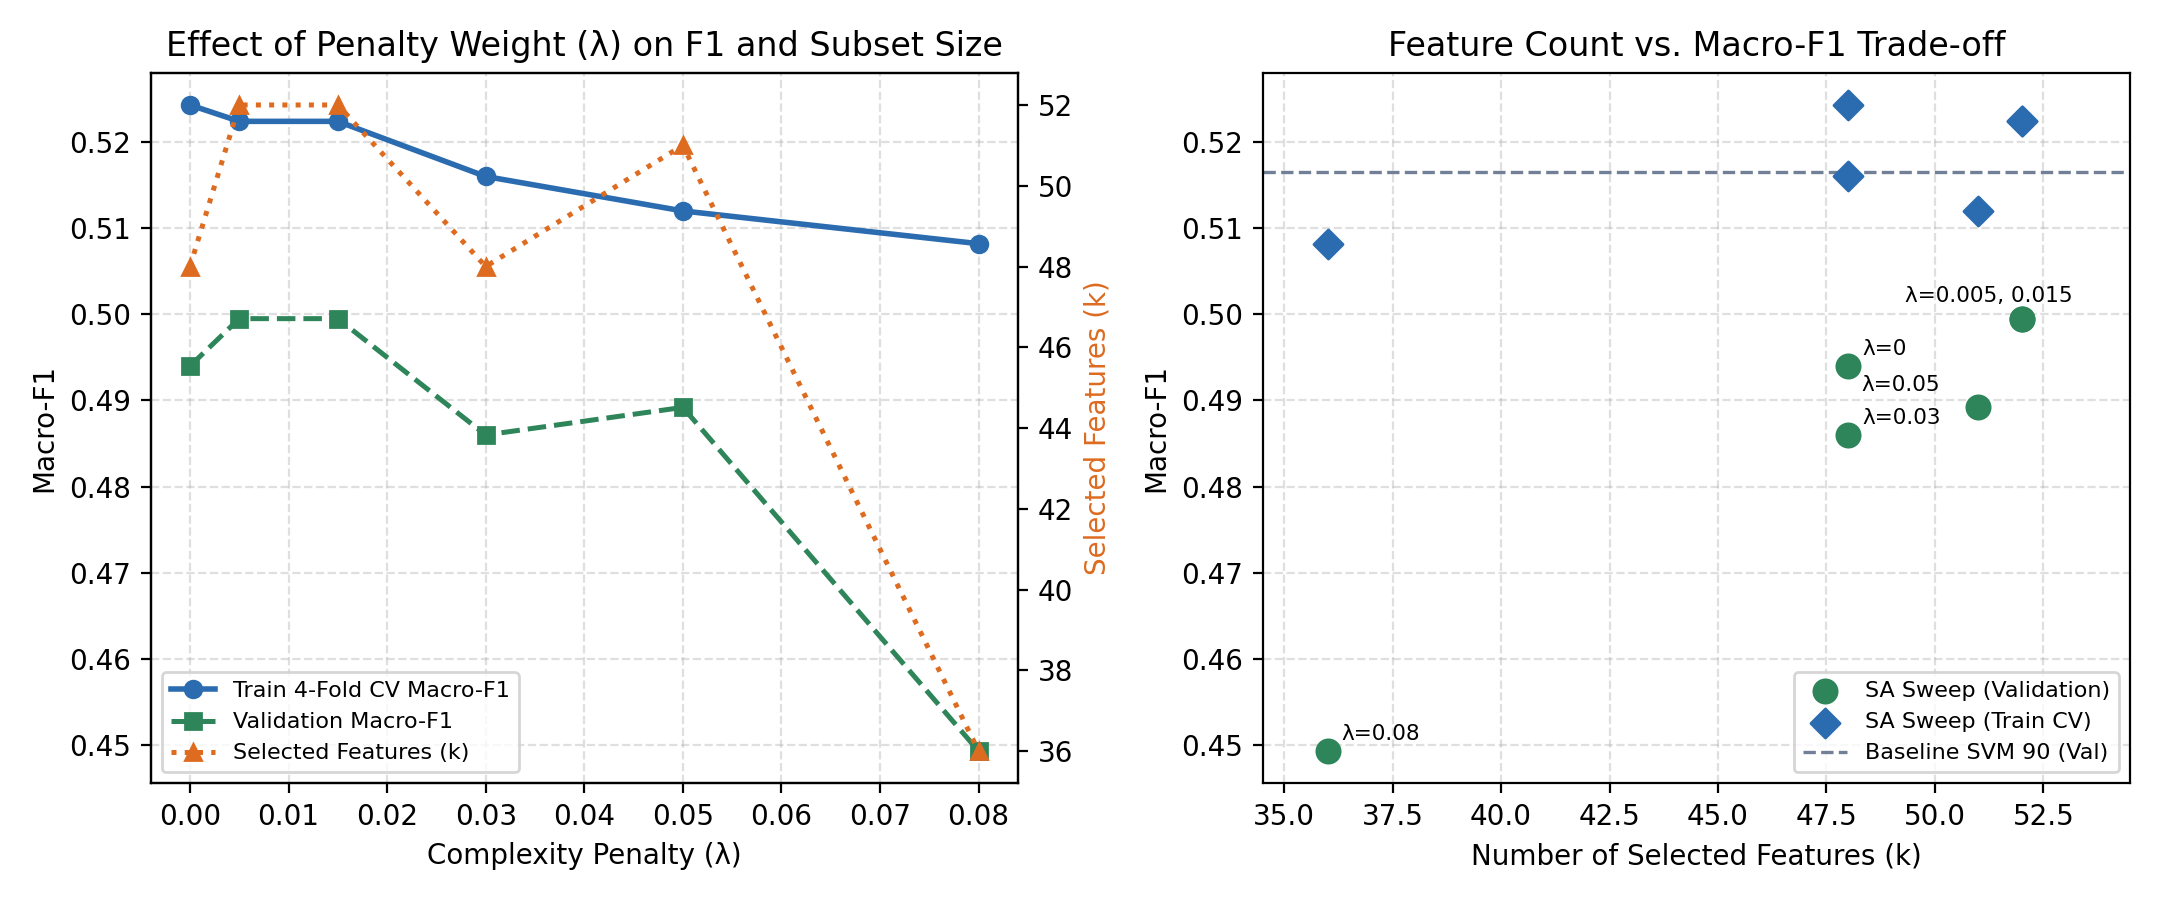 Effect of Penalty Weight (λ) on F1 and Subset Size
Macro-F1
0.52
0.51
0.50
0.49
0.48
0.47
0.46
0.45
52
50
48
46
44
42
40
38
36
Selected Features (k)
Train 4-Fold CV Macro-F1
Validation Macro-F1
Selected Features (k)
0.00 0.01 0.02 0.03 0.04 0.05 0.06 0.07 0.08
Complexity Penalty (λ)
Feature Count vs. Macro-F1 Trade-off
Macro-F1
0.52
0.51
0.50
0.49
0.48
0.47
0.46
0.45
λ=0.005, 0.015
λ=0
λ=0.05
λ=0.03
λ=0.08
SA Sweep (Validation)
SA Sweep (Train CV)
Baseline SVM 90 (Val)
35.0 37.5 40.0 42.5 45.0 47.5 50.0 52.5
Number of Selected Features (k)